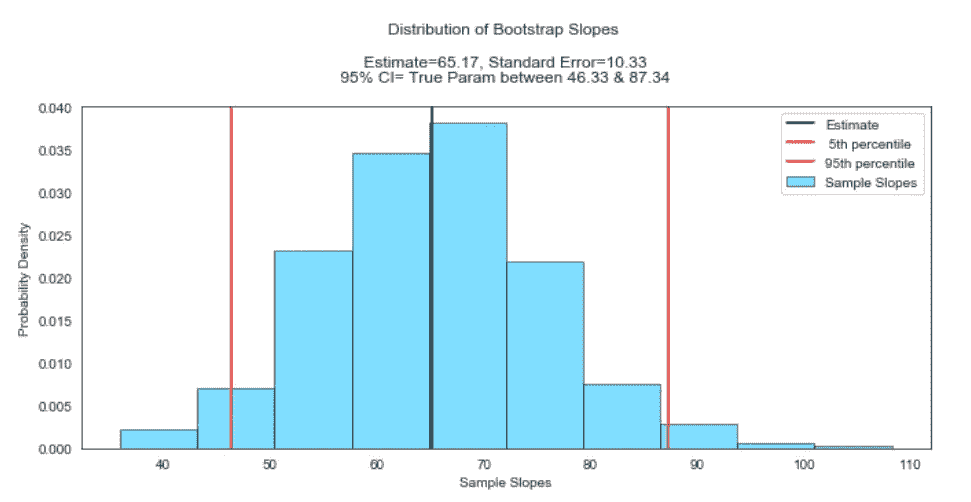 Distribution of Bootstrap Slopes
Estimate=65.17, Standard Error=10.33
95% CI= True Param between 46.33 & 87.34
Probability Density
0.040
0.035
0.030
0.025
0.020
0.015
0.010
0.005
0.000
Estimate
5th percentile
95th percentile
Sample Slopes
40 50 60 70 80 90 100 110
Sample Slopes